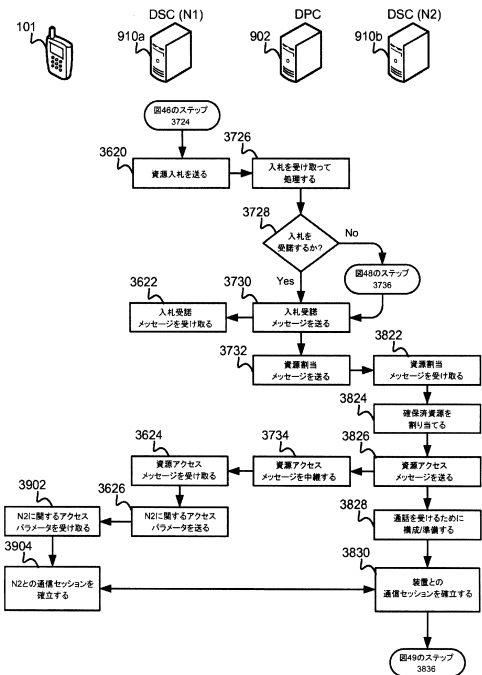 DSC (N1)
DPC
DSC (N2)
101
910a
902
910b
図46のステップ
3724
3620
資源入札を送る
3726
入札を受け取って
処理する
3728
入札を
受諾するか?
No
Yes
図48のステップ
3736
3622
入札受諾
メッセージを受け取る
3730
入札受諾
メッセージを送る
3732
資源割当
メッセージを送る
3822
資源割当
メッセージを受け取る
3824
確保済資源を
割り当てる
3624
資源アクセス
メッセージを受け取る
3734
資源アクセス
メッセージを中継する
3826
資源アクセス
メッセージを送る
3902
N2に関するアクセス
パラメータを受け取る
3626
N2に関するアクセス
パラメータを送る
3828
通話を受けるために
構成/準備する
3904
N2との通信セッションを
確立する
3830
装置との
通信セッションを確立する
図49のステップ
3836